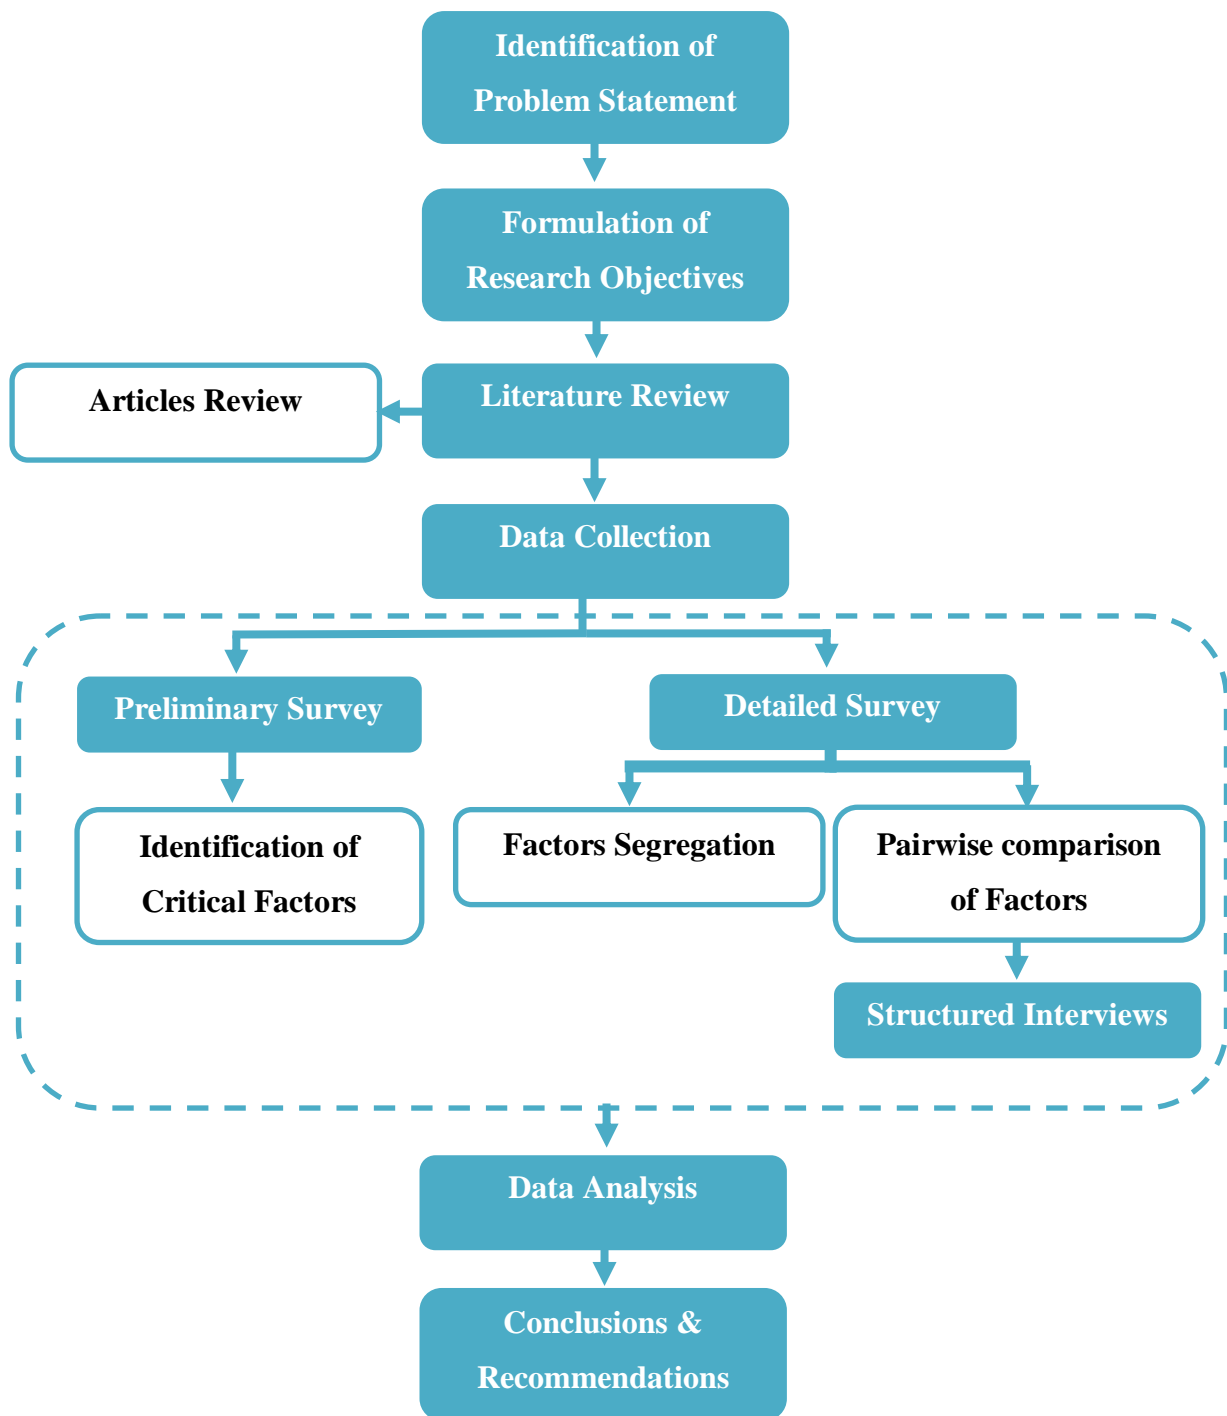 Identification of
Problem Statement
Formulation of
Research Objectives
Articles Review
Literature Review
Data Collection
Preliminary Survey
Detailed Survey
Identification of
Critical Factors
Factors Segregation
Pairwise comparison
of Factors
Structured Interviews
Data Analysis
Conclusions &
Recommendations